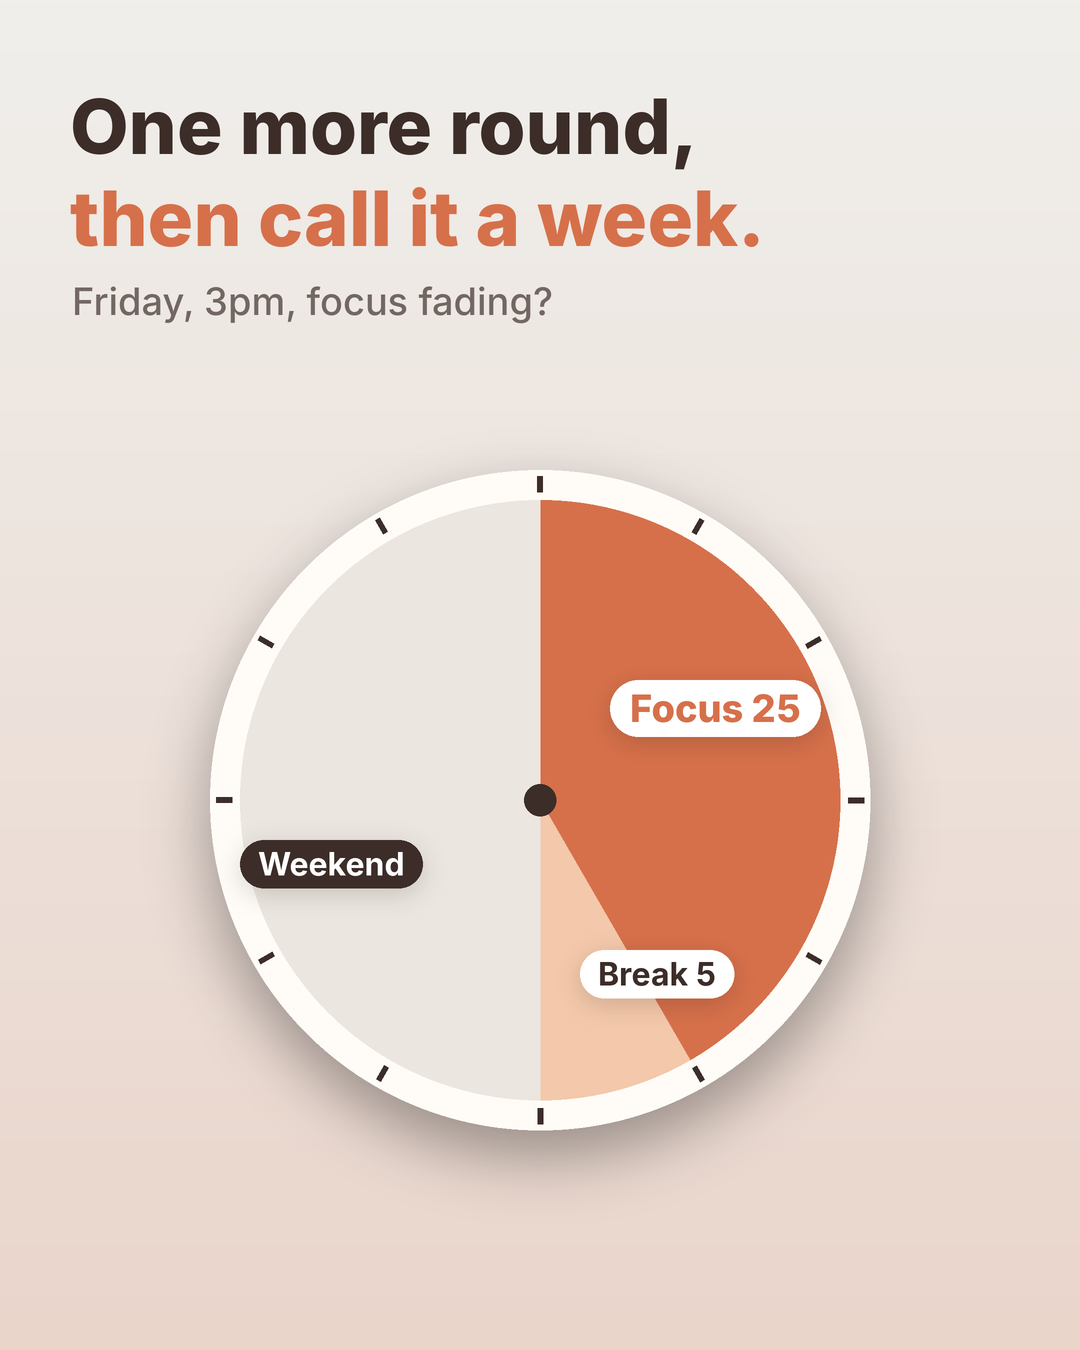 One more round,
then call it a week.
Friday, 3pm, focus fading?
Focus 25
Weekend
Break 5